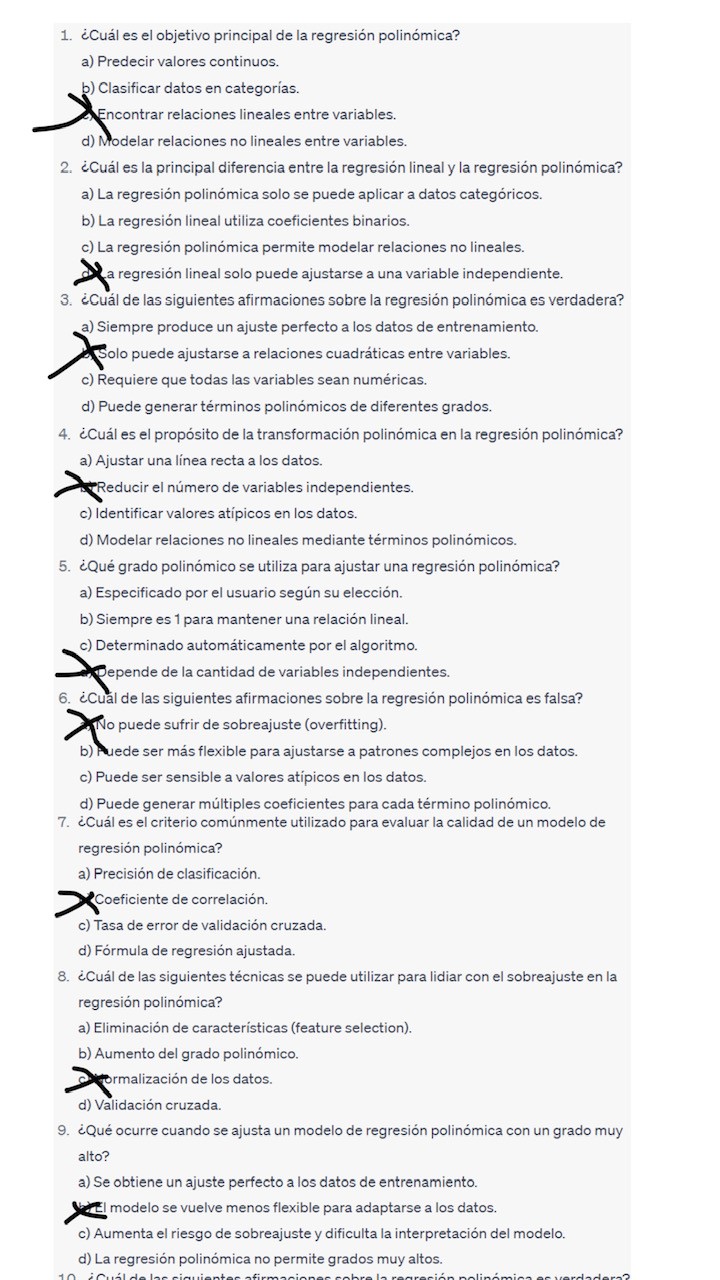 1. ¿Cuál es el objetivo principal de la regresión polinómica?
a) Predecir valores continuos.
b) Clasificar datos en categorías.
c) Encontrar relaciones lineales entre variables.
d) Modelar relaciones no lineales entre variables.
2. ¿Cuál es la principal diferencia entre la regresión lineal y la regresión polinómica?
a) La regresión polinómica solo se puede aplicar a datos categóricos.
b) La regresión lineal utiliza coeficientes binarios.
c) La regresión polinómica permite modelar relaciones no lineales.
d) La regresión lineal solo puede ajustarse a una variable independiente.
3. ¿Cuál de las siguientes afirmaciones sobre la regresión polinómica es verdadera?
a) Siempre produce un ajuste perfecto a los datos de entrenamiento.
b) Solo puede ajustarse a relaciones cuadráticas entre variables.
c) Requiere que todas las variables sean numéricas.
d) Puede generar términos polinómicos de diferentes grados.
4. ¿Cuál es el propósito de la transformación polinómica en la regresión polinómica?
a) Ajustar una línea recta a los datos.
b) Reducir el número de variables independientes.
c) Identificar valores atípicos en los datos.
d) Modelar relaciones no lineales mediante términos polinómicos.
5. ¿Qué grado polinómico se utiliza para ajustar una regresión polinómica?
a) Especificado por el usuario según su elección.
b) Siempre es 1 para mantener una relación lineal.
c) Determinado automáticamente por el algoritmo.
d) Depende de la cantidad de variables independientes.
6. ¿Cuál de las siguientes afirmaciones sobre la regresión polinómica es falsa?
a) No puede sufrir de sobreajuste (overfitting).
b) Puede ser más flexible para ajustarse a patrones complejos en los datos.
c) Puede ser sensible a valores atípicos en los datos.
d) Puede generar múltiples coeficientes para cada término polinómico.
7. ¿Cuál es el criterio comúnmente utilizado para evaluar la calidad de un modelo de
regresión polinómica?
a) Precisión de clasificación.
b) Coeficiente de correlación.
c) Tasa de error de validación cruzada.
d) Fórmula de regresión ajustada.
8. ¿Cuál de las siguientes técnicas se puede utilizar para lidiar con el sobreajuste en la
regresión polinómica?
a) Eliminación de características (feature selection).
b) Aumento del grado polinómico.
c) Normalización de los datos.
d) Validación cruzada.
9. ¿Qué ocurre cuando se ajusta un modelo de regresión polinómica con un grado muy
alto?
a) Se obtiene un ajuste perfecto a los datos de entrenamiento.
b) El modelo se vuelve menos flexible para adaptarse a los datos.
c) Aumenta el riesgo de sobreajuste y dificulta la interpretación del modelo.
d) La regresión polinómica no permite grados muy altos.
10. ¿Cuál de las siguientes afirmaciones sobre la regresión polinómica es verdadera?